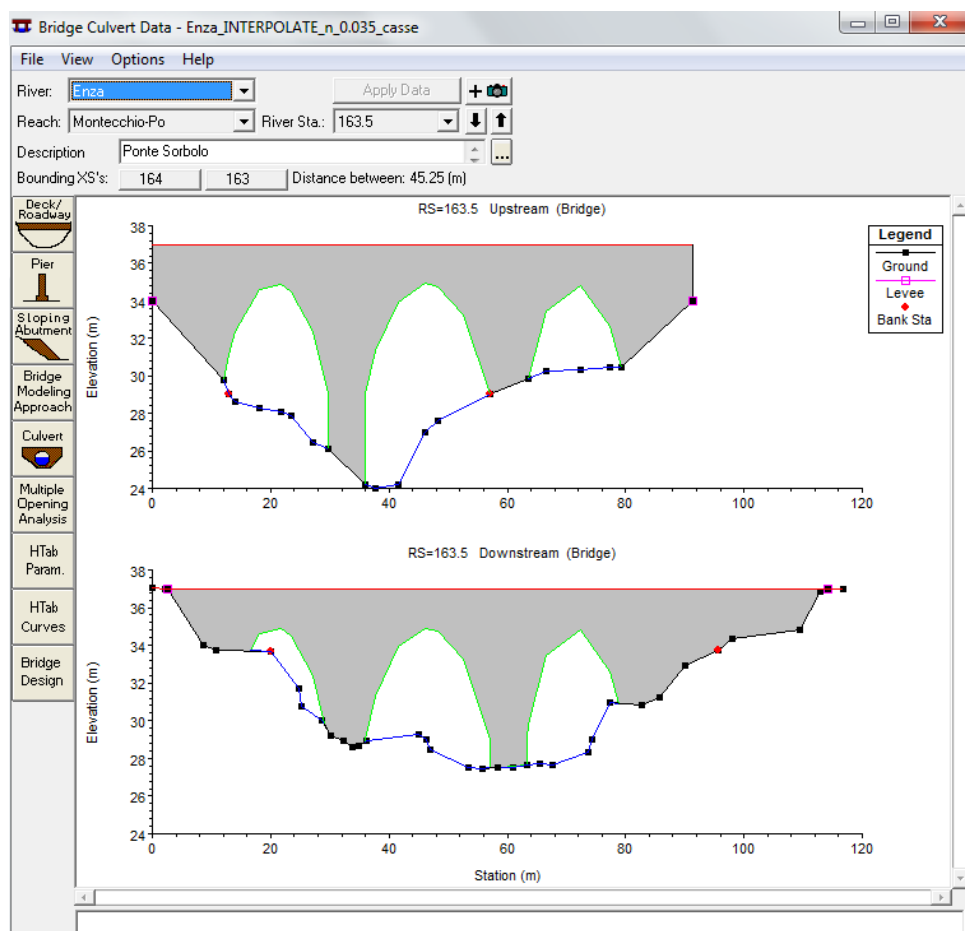 Bridge Culvert Data - Enza_INTERPOLATE_n_0.035_casse
File View Options Help
River: Enza Apply Data +
Reach: Montecchio-Po River Sta.: 163.5
Description Ponte Sorbolo ...
Bounding XS's: 164 163 Distance between: 45.25 (m)
Deck/
Roadway
Pier
Sloping
Abutment
Bridge
Modeling
Approach
Culvert
Multiple
Opening
Analysis
HTab
Param.
HTab
Curves
Bridge
Design
RS=163.5 Upstream (Bridge)
Elevation (m)
38
36
34
32
30
28
26
24
0 20 40 60 80 100 120
Legend
Ground
Levee
Bank Sta
RS=163.5 Downstream (Bridge)
Elevation (m)
38
36
34
32
30
28
26
24
0 20 40 60 80 100 120
Station (m)